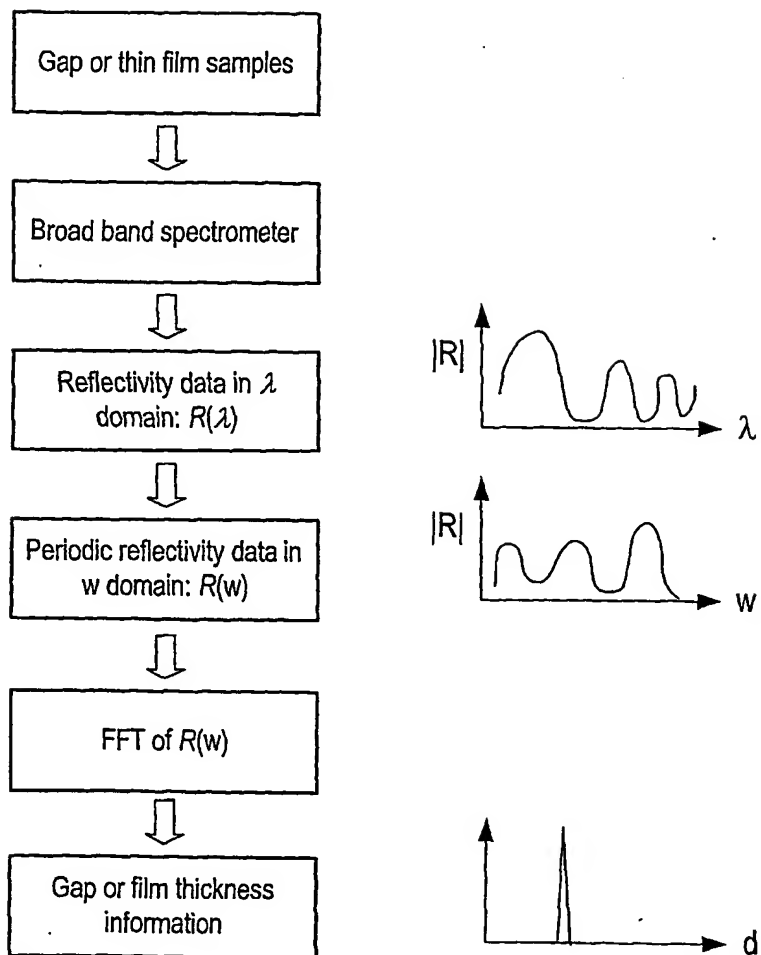 Gap or thin film samples
Broad band spectrometer
Reflectivity data in λ
domain: R(λ)
|R|
λ
Periodic reflectivity data in
w domain: R(w)
|R|
w
FFT of R(w)
Gap or film thickness
information
d